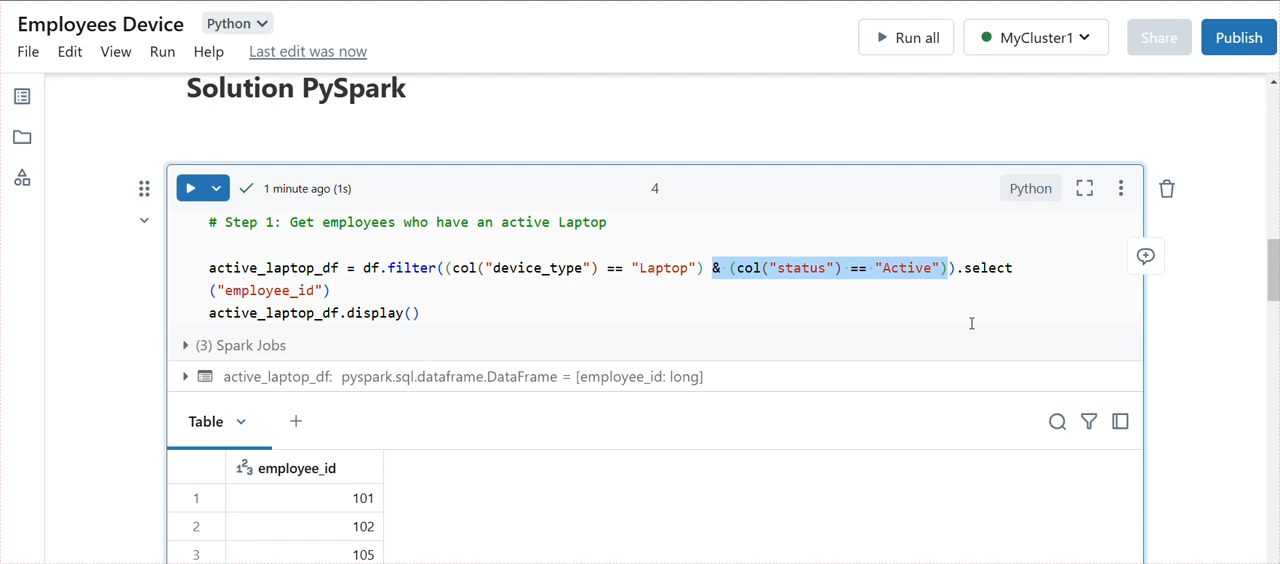 Employees Device Python
File Edit View Run Help Last edit was now
Run all
MyCluster1
Share
Publish
Solution PySpark
1 minute ago (1s)
4
Python
# Step 1: Get employees who have an active Laptop
active_laptop_df = df.filter((col("device_type") == "Laptop") & (col("status") == "Active")).select
("employee_id")
active_laptop_df.display()
(3) Spark Jobs
active_laptop_df: pyspark.sql.dataframe.DataFrame = [employee_id: long]
Table +
1 2 3 employee_id
1 101
2 102
3 105